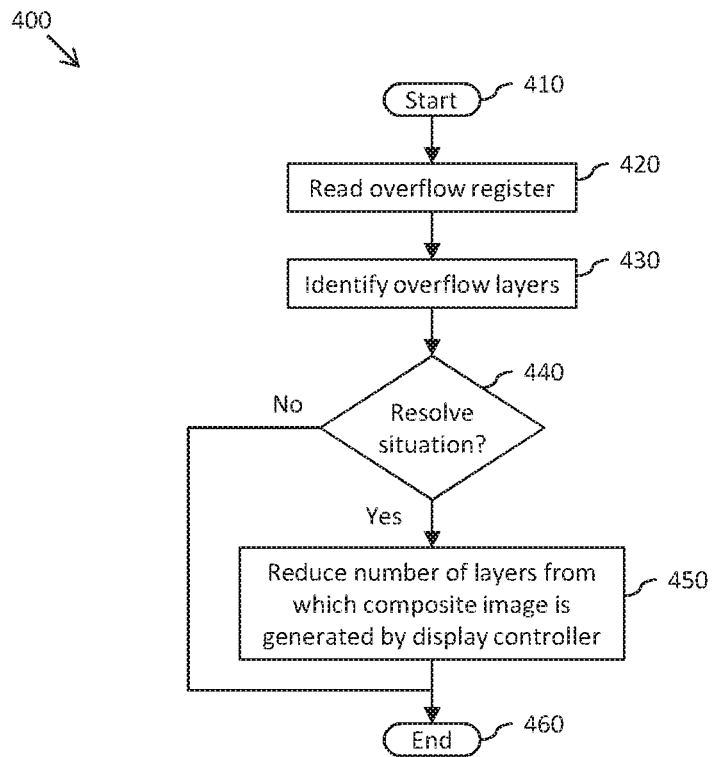 400
Start
410
Read overflow register
420
Identify overflow layers
430
440
No
Resolve
situation?
Yes
Reduce number of layers from
which composite image is
generated by display controller
450
End
460